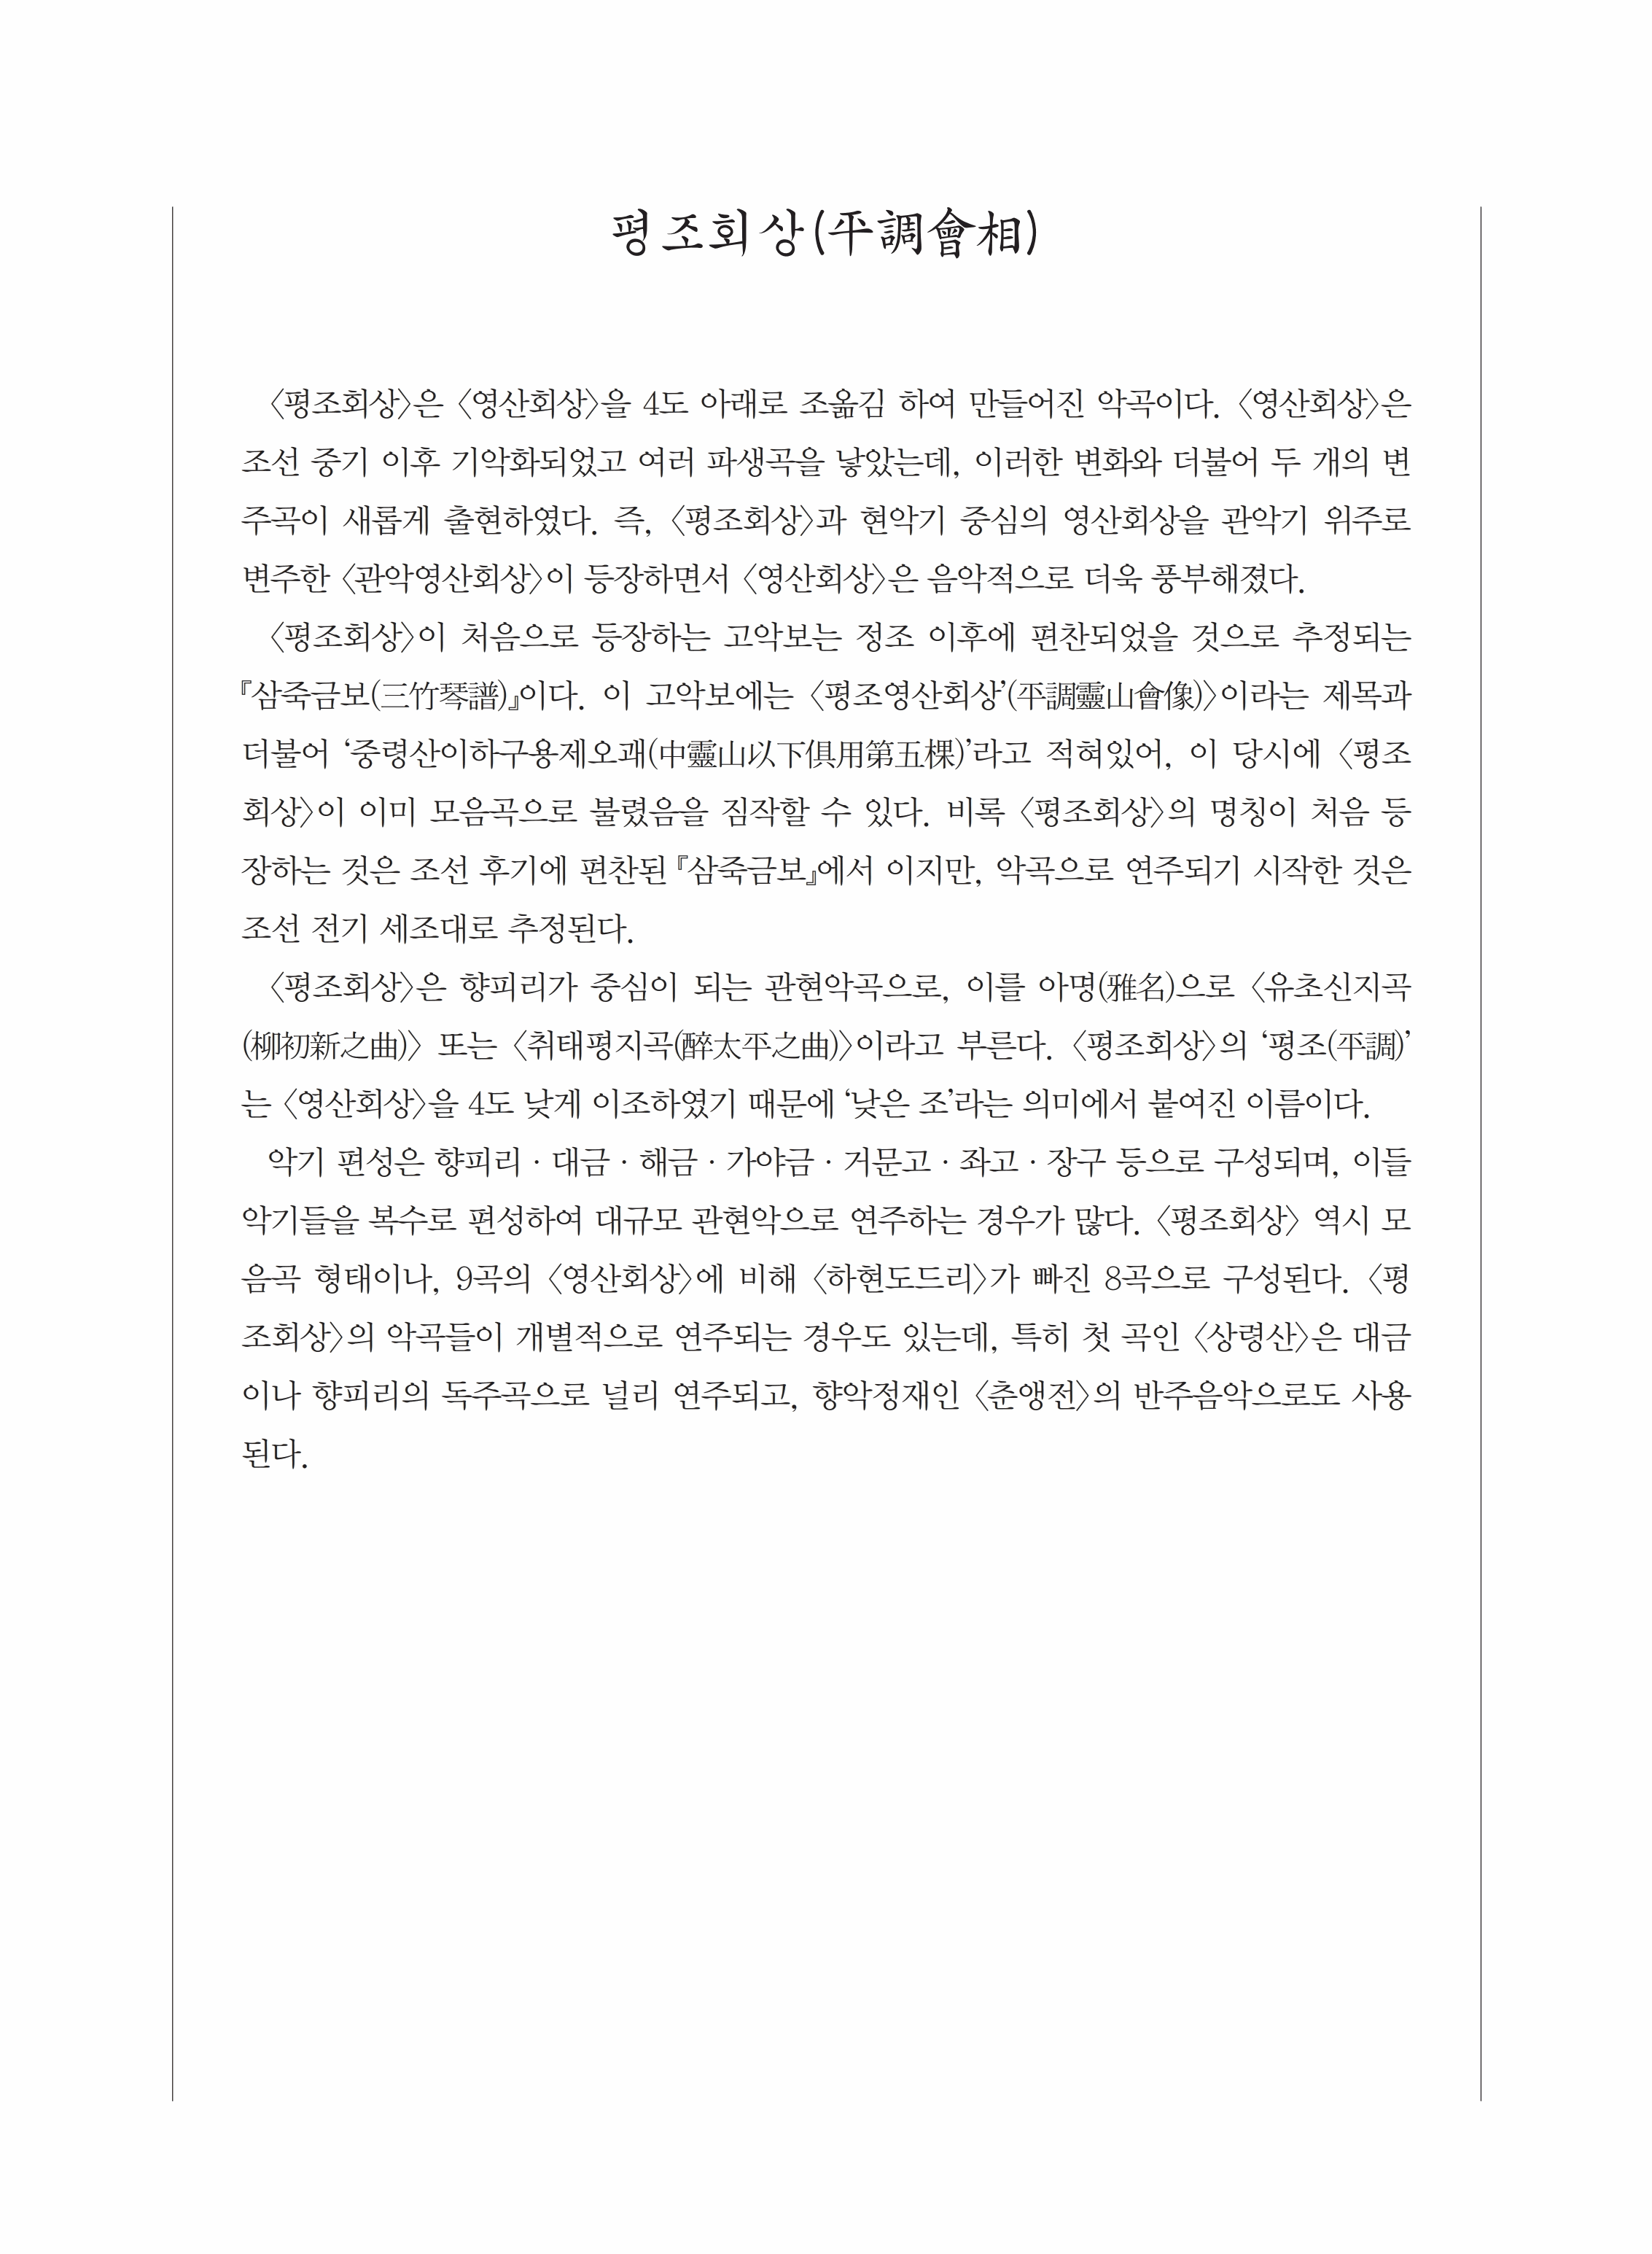 평조회상(平調會相)
〈평조회상〉은 〈영산회상〉을 4도 아래로 조옮김 하여 만들어진 악곡이다. 〈영산회상〉은
조선 중기 이후 기악화되었고 여러 파생곡을 낳았는데, 이러한 변화와 더불어 두 개의 변
주곡이 새롭게 출현하였다. 즉, 〈평조회상〉과 현악기 중심의 영산회상을 관악기 위주로
변주한 〈관악영산회상〉이 등장하면서 〈영산회상〉은 음악적으로 더욱 풍부해졌다.
〈평조회상〉이 처음으로 등장하는 고악보는 정조 이후에 편찬되었을 것으로 추정되는
『삼죽금보(三竹琴譜)』이다. 이 고악보에는 〈평조영산회상’(平調靈山會像)〉이라는 제목과
더불어 ‘중령산이하구용제오괘(中靈山以下俱用第五棵)’라고 적혀있어, 이 당시에 〈평조
회상〉이 이미 모음곡으로 불렸음을 짐작할 수 있다. 비록 〈평조회상〉의 명칭이 처음 등
장하는 것은 조선 후기에 편찬된 『삼죽금보』에서 이지만, 악곡으로 연주되기 시작한 것은
조선 전기 세조대로 추정된다.
〈평조회상〉은 향피리가 중심이 되는 관현악곡으로, 이를 아명(雅名)으로 〈유초신지곡
(柳初新之曲)〉 또는 〈취태평지곡(醉太平之曲)〉이라고 부른다. 〈평조회상〉의 ‘평조(平調)’
는 〈영산회상〉을 4도 낮게 이조하였기 때문에 ‘낮은 조’라는 의미에서 붙여진 이름이다.
악기 편성은 향피리 · 대금 · 해금 · 가야금 · 거문고 · 좌고 · 장구 등으로 구성되며, 이들
악기들을 복수로 편성하여 대규모 관현악으로 연주하는 경우가 많다. 〈평조회상〉 역시 모
음곡 형태이나, 9곡의 〈영산회상〉에 비해 〈하현도드리〉가 빠진 8곡으로 구성된다. 〈평
조회상〉의 악곡들이 개별적으로 연주되는 경우도 있는데, 특히 첫 곡인 〈상령산〉은 대금
이나 향피리의 독주곡으로 널리 연주되고, 향악정재인 〈춘앵전〉의 반주음악으로도 사용
된다.